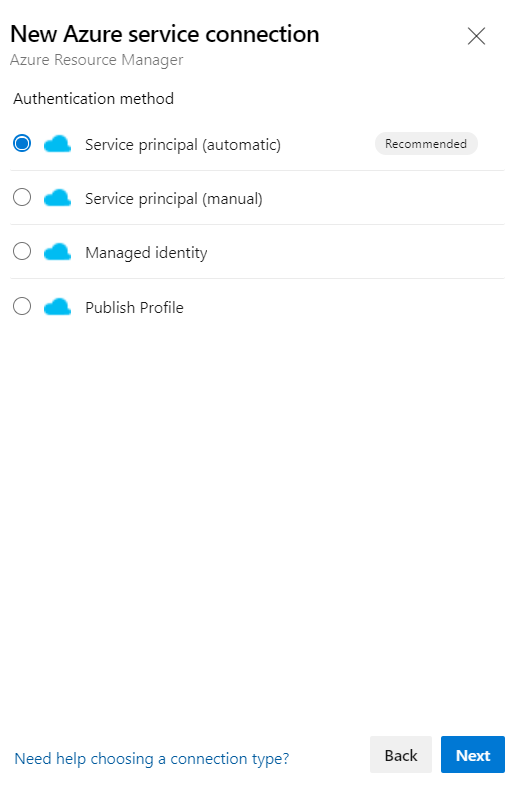 New Azure service connection
Azure Resource Manager
Authentication method
Service principal (automatic) Recommended
Service principal (manual)
Managed identity
Publish Profile
Need help choosing a connection type? Back Next